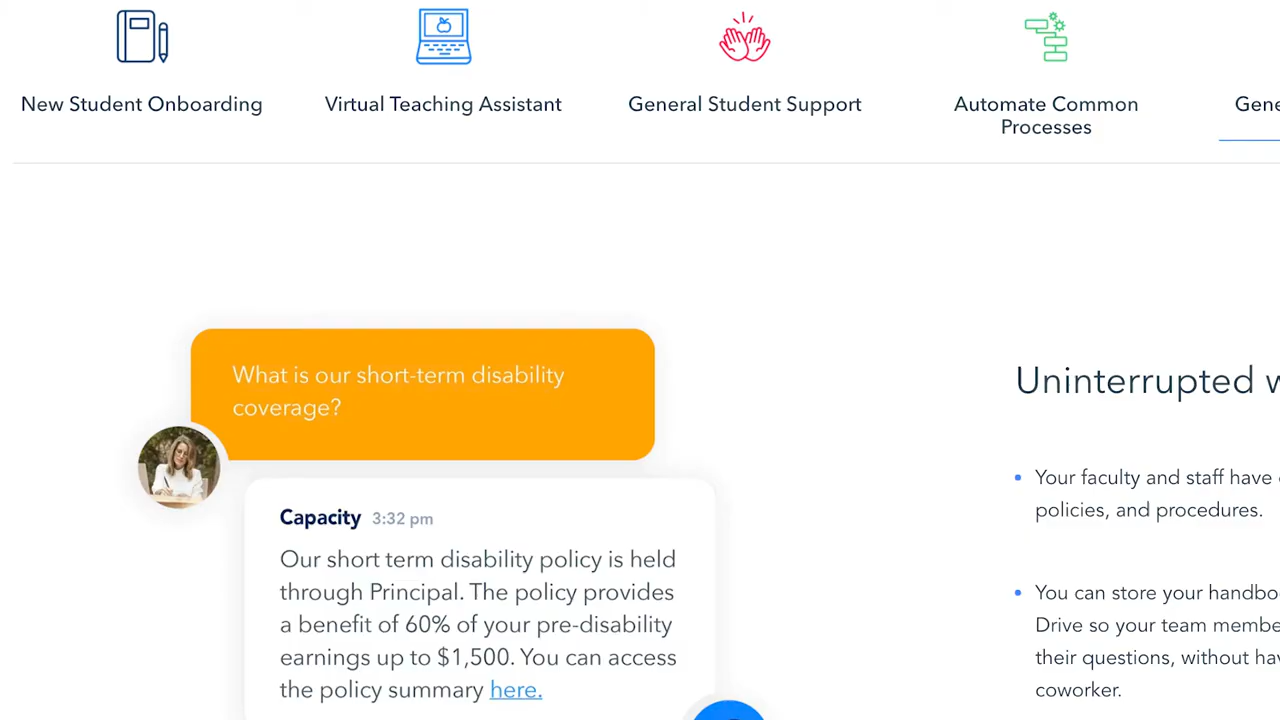 New Student Onboarding
Virtual Teaching Assistant
General Student Support
Automate Common
Processes
What is our short-term disability
coverage?
Capacity 3:32 pm
Our short term disability policy is held
through Principal. The policy provides
a benefit of 60% of your pre-disability
earnings up to $1,500. You can access
the policy summary here.
Uninterrupted
Your faculty and staff have
policies, and procedures.
You can store your
Drive so your team
their questions, without
coworker.